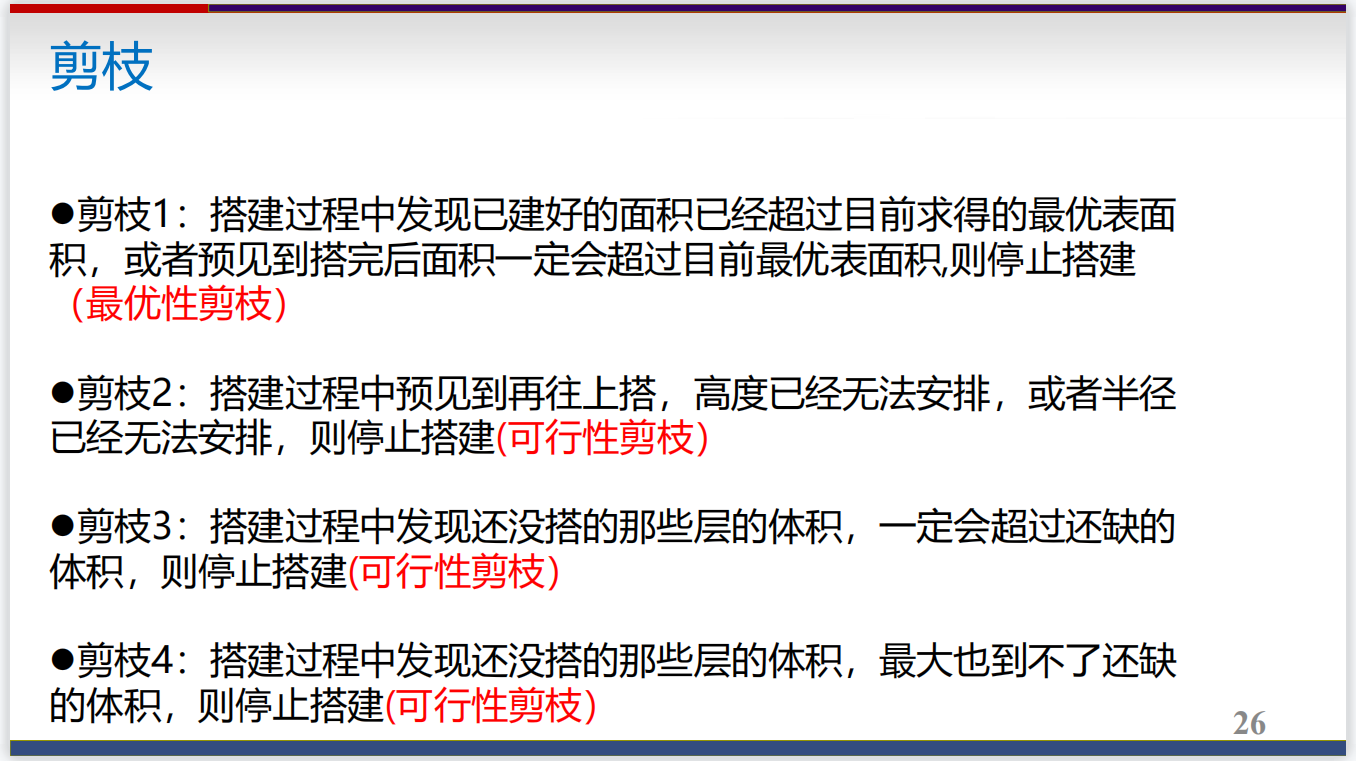 剪枝
●剪枝1：搭建过程中发现已建好的面积已经超过目前求得的最优表面
积，或者预见到搭完后面积一定会超过目前最优表面积,则停止搭建
（最优性剪枝）
●剪枝2：搭建过程中预见到再往上搭，高度已经无法安排，或者半径
已经无法安排，则停止搭建(可行性剪枝）
●剪枝3：搭建过程中发现还没搭的那些层的体积，一定会超过还缺的
体积，则停止搭建(可行性剪枝）
●剪枝4：搭建过程中发现还没搭的那些层的体积，最大也到不了还缺
的体积，则停止搭建(可行性剪枝）
26